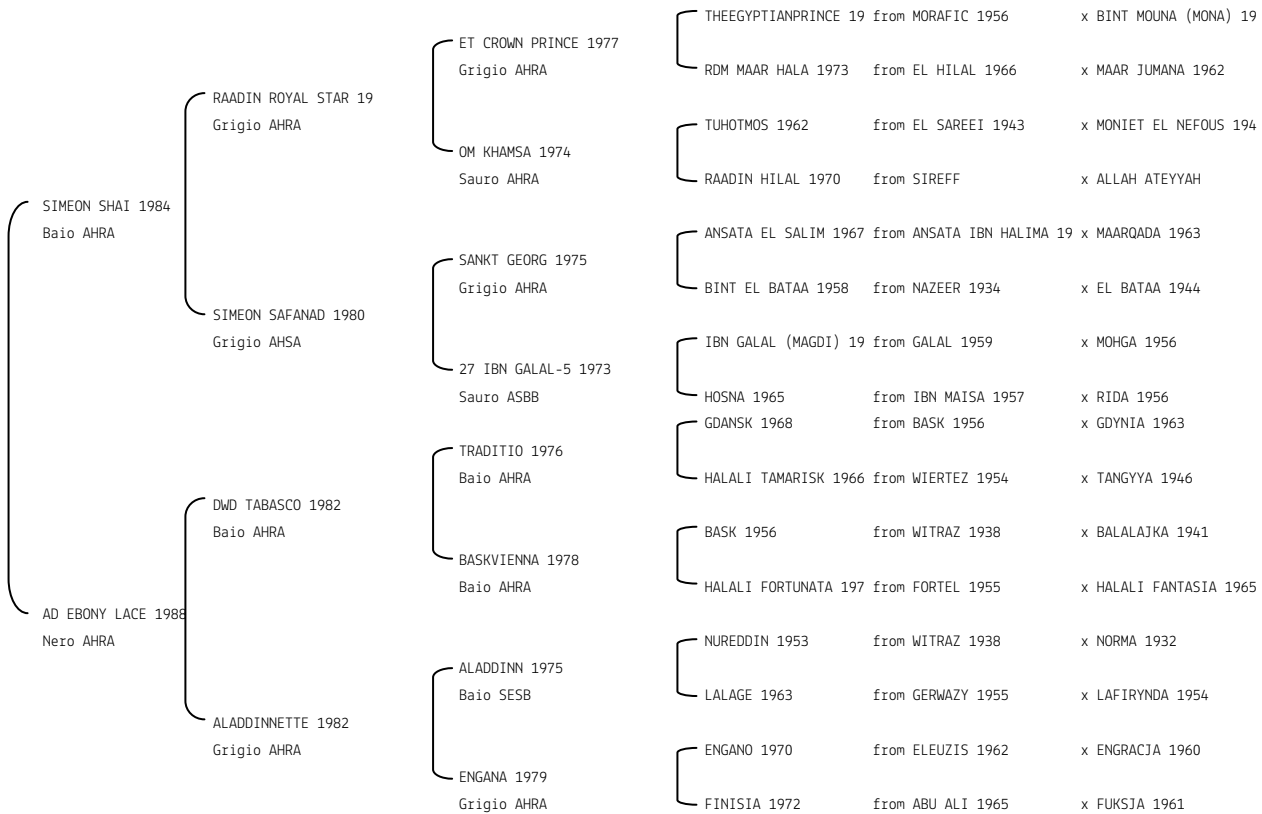 THEEGYPTIANPRINCE 19 from MORAFIC 1956 x BINT MOUNA (MONA) 19
ET CROWN PRINCE 1977
Grigio AHRA
RDM MAAR HALA 1973 from EL HILAL 1966 x MAAR JUMANA 1962
RAADIN ROYAL STAR 19
Grigio AHRA
TUHOTMOS 1962 from EL SAREEI 1943 x MONIET EL NEFOUS 194
OM KHAMSA 1974
Sauro AHRA
RAADIN HILAL 1970 from SIREFF x ALLAH ATEYYAH
SIMEON SHAI 1984
Baio AHRA
ANSATA EL SALIM 1967 from ANSATA IBN HALIMA 19 x MAARQADA 1963
SANKT GEORG 1975
Grigio AHRA
BINT EL BATAA 1958 from NAZEER 1934 x EL BATAA 1944
SIMEON SAFANAD 1980
Grigio AHSA
IBN GALAL (MAGDI) 19 from GALAL 1959 x MOHGA 1956
27 IBN GALAL-5 1973
Sauro ASBB
HOSNA 1965 from IBN MAISA 1957 x RIDA 1956
GDANSK 1968 from BASK 1956 x GDYNIA 1963
TRADITIO 1976
Baio AHRA
HALALI TAMARISK 1966 from WIERTEZ 1954 x TANGYYA 1946
DWD TABASCO 1982
Baio AHRA
BASK 1956 from WITRAZ 1938 x BALALAJKA 1941
BASKVIENNA 1978
Baio AHRA
HALALI FORTUNATA 197 from FORTEL 1955 x HALALI FANTASIA 1965
AD EBONY LACE 1988
Nero AHRA
NUREDDIN 1953 from WITRAZ 1938 x NORMA 1932
ALADDINN 1975
Baio SESB
LALAGE 1963 from GERWAZY 1955 x LAFIRYNDA 1954
ALADDINNETTE 1982
Grigio AHRA
ENGANO 1970 from ELEUZIS 1962 x ENGRACJA 1960
ENGANA 1979
Grigio AHRA
FINISIA 1972 from ABU ALI 1965 x FUKSJA 1961